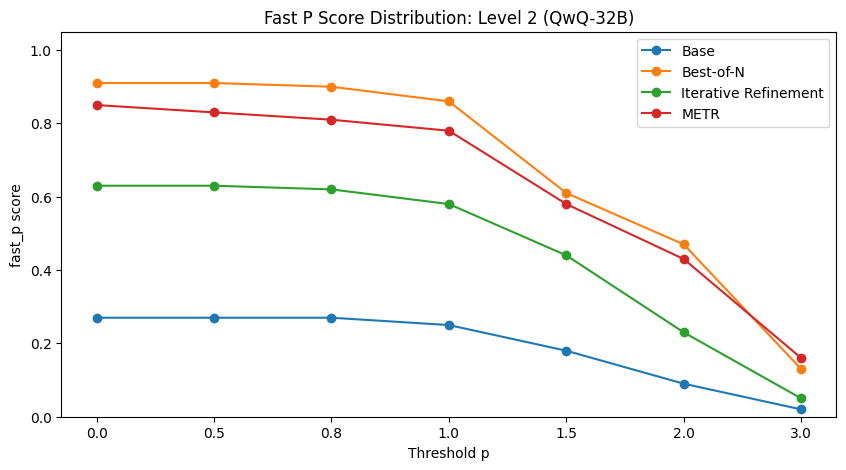 Fast P Score Distribution: Level 2 (QwQ-32B)
Base
Best-of-N
Iterative Refinement
METR
fast_p score
1.0
0.8
0.6
0.4
0.2
0.0
0.0 0.5 0.8 1.0 1.5 2.0 3.0
Threshold p